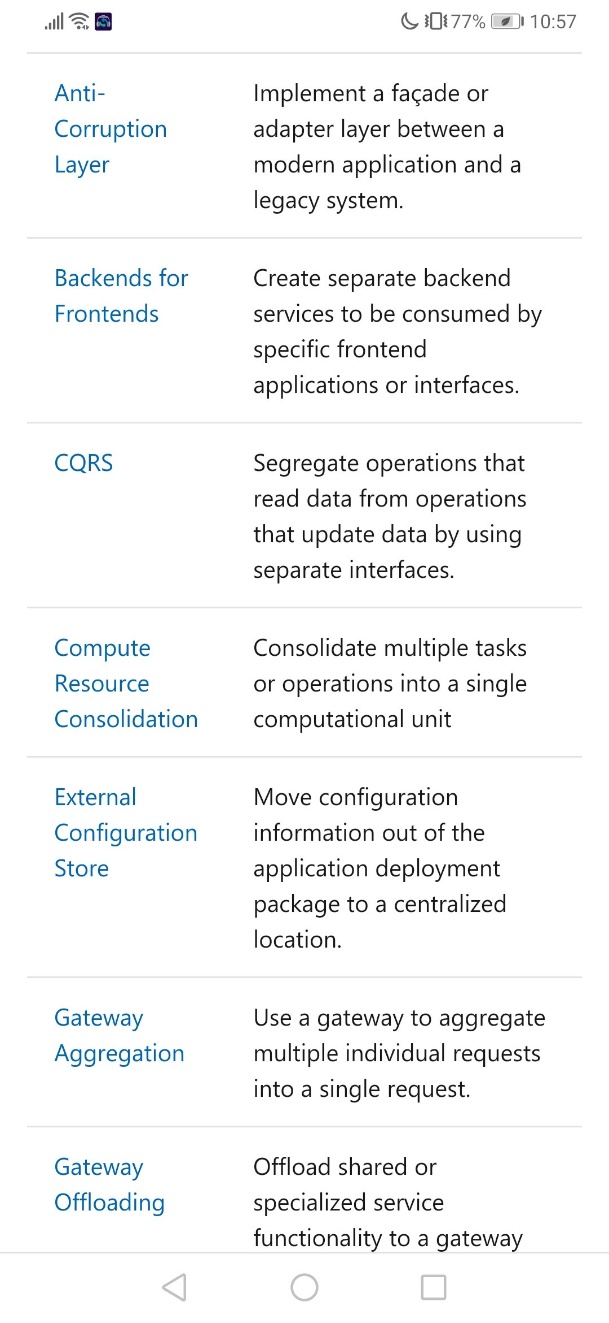 77% 10:57
Anti-
Corruption
Layer
Implement a façade or
adapter layer between a
modern application and a
legacy system.
Backends for
Frontends
Create separate backend
services to be consumed by
specific frontend
applications or interfaces.
CQRS
Segregate operations that
read data from operations
that update data by using
separate interfaces.
Compute
Resource
Consolidation
Consolidate multiple tasks
or operations into a single
computational unit
External
Configuration
Store
Move configuration
information out of the
application deployment
package to a centralized
location.
Gateway
Aggregation
Use a gateway to aggregate
multiple individual requests
into a single request.
Gateway
Offloading
Offload shared or
specialized service
functionality to a gateway